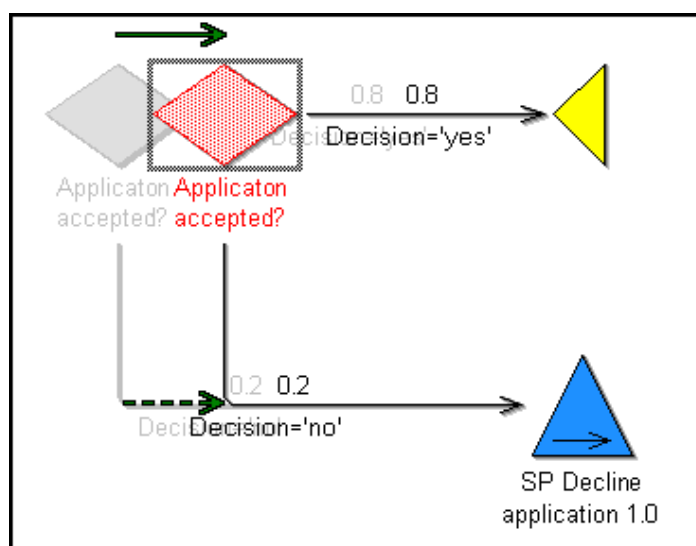 0.8 0.8
Decision='yes'
Applicaton Applicaton
accepted? accepted?
0.2 0.2
Decision='no'
SP Decline
application 1.0